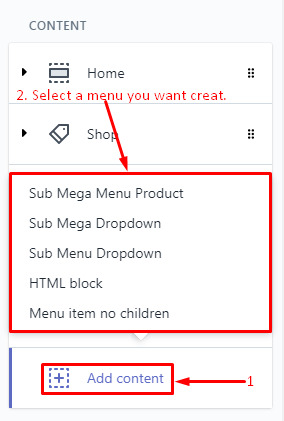 CONTENT
Home
2. Select a menu you want creat.
Shop
Sub Mega Menu Product
Sub Mega Dropdown
Sub Menu Dropdown
HTML block
Menu item no children
Add content
1